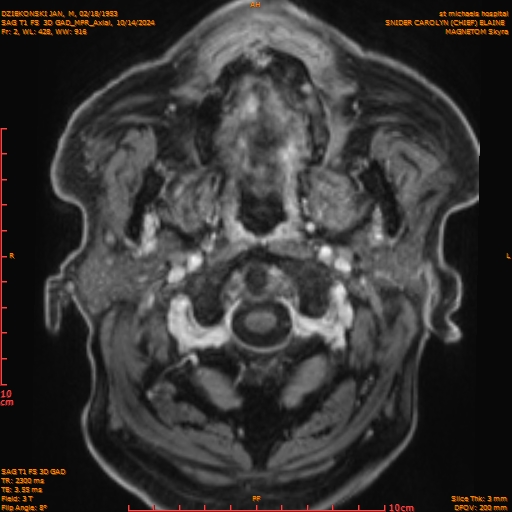 AH
DZIEKONSKI JAN, M, 02/18/1953
SAG T1 FS 3D GAD_MPR_Axial, 10/14/2024
Fr: 2, WL: 428, WW: 916
st michaels hospital
SNIDER CAROLYN (CHIEF) ELAINE
MAGNETOM Skyra
R
L
10
cm
SAG T1 FS 3D GAD
TR: 2300 ms
TE: 3.55 ms
Field: 3 T
Flip Angle: 8°
PF
10cm
Slice Thk: 3 mm
DFOV: 200 mm